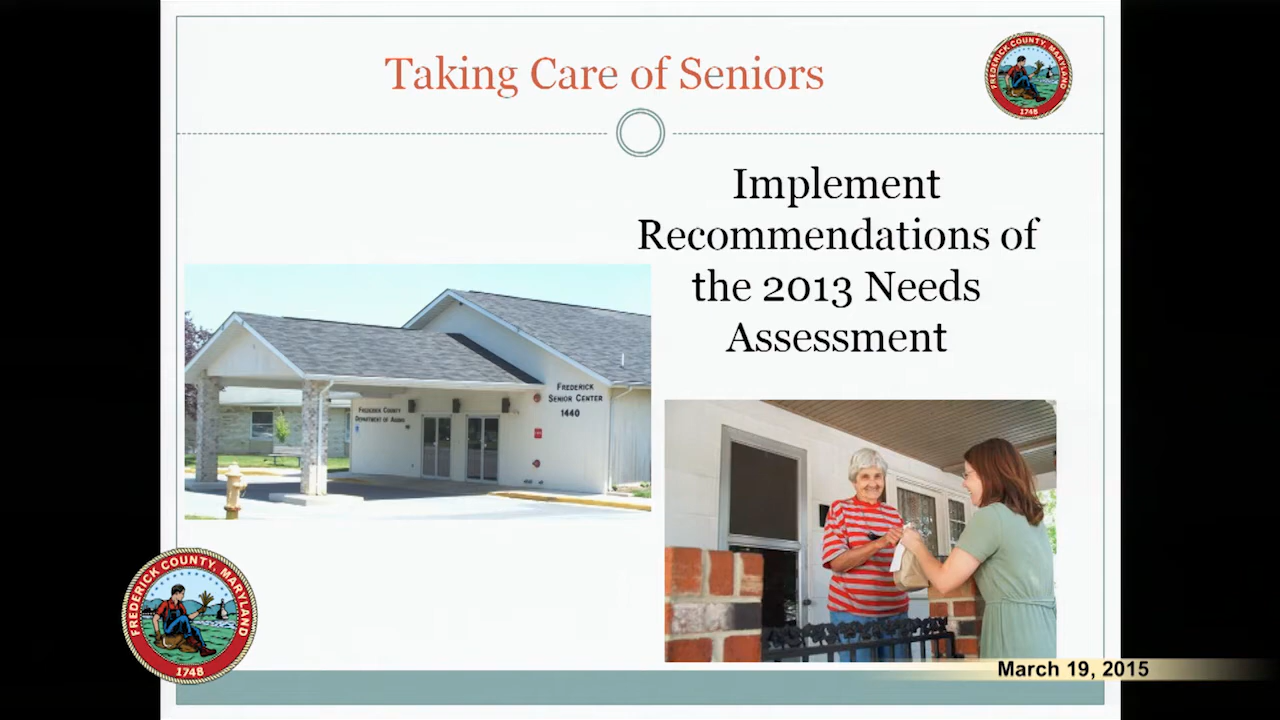 Taking Care of Seniors
FREDERICK COUNTY, MARYLAND
1748
Implement
Recommendations of
the 2013 Needs
Assessment
FREDERICK
SENIOR CENTER
1440
FREDERICK COUNTY
DEPARTMENT OF AGING
FREDERICK COUNTY, MARYLAND
1748
March 19, 2015